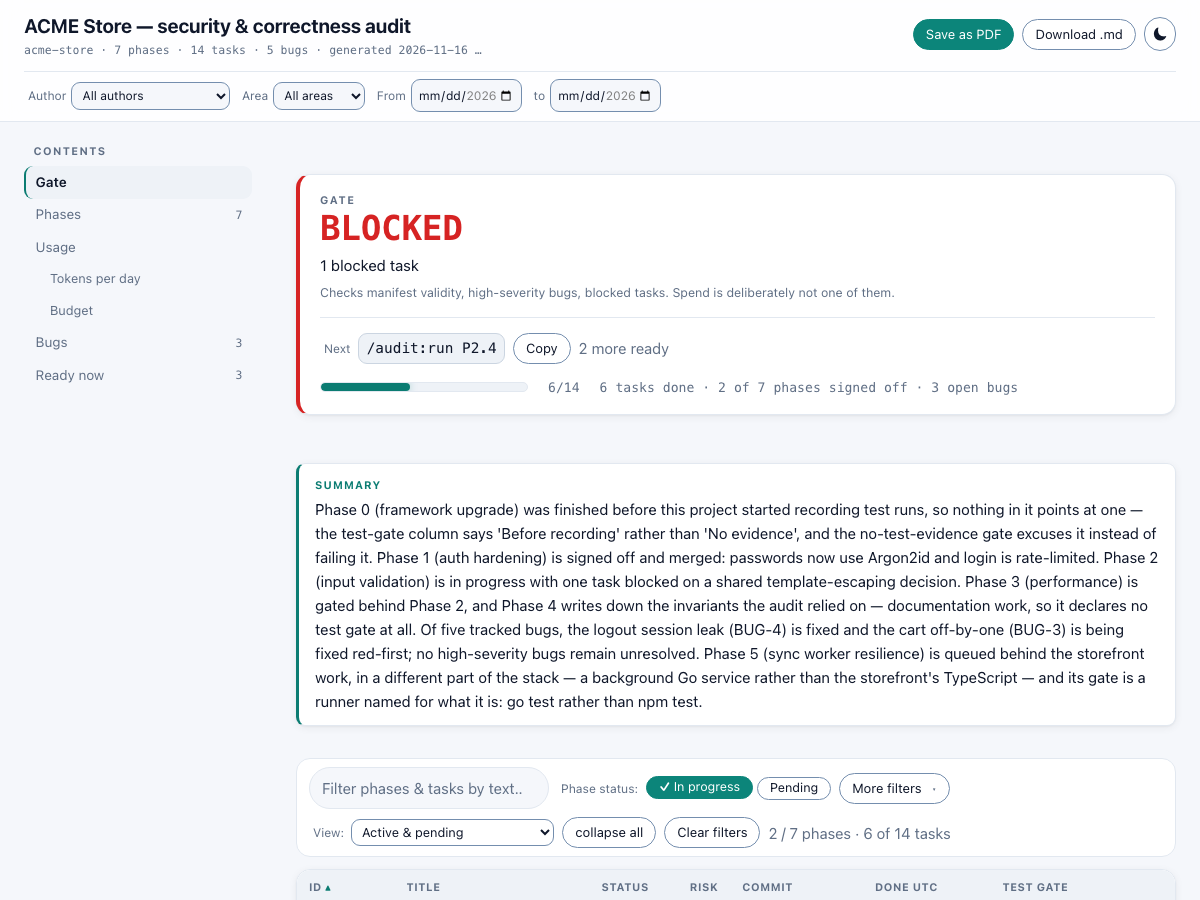 ACME Store — security & correctness audit
acme-store · 7 phases · 14 tasks · 5 bugs · generated 2026-11-16 …
Save as PDF
Download .md
Author
All authors
Area
All areas
From
mm/dd/2026
to
mm/dd/2026
CONTENTS
Gate
Phases 7
Usage
Tokens per day
Budget
Bugs 3
Ready now 3
GATE
BLOCKED
1 blocked task
Checks manifest validity, high-severity bugs, blocked tasks. Spend is deliberately not one of them.
Next /audit:run P2.4 Copy 2 more ready
6/14 6 tasks done · 2 of 7 phases signed off · 3 open bugs
SUMMARY
Phase 0 (framework upgrade) was finished before this project started recording test runs, so nothing in it points at one —
the test-gate column says 'Before recording' rather than 'No evidence', and the no-test-evidence gate excuses it instead of
failing it. Phase 1 (auth hardening) is signed off and merged: passwords now use Argon2id and login is rate-limited. Phase 2
(input validation) is in progress with one task blocked on a shared template-escaping decision. Phase 3 (performance) is
gated behind Phase 2, and Phase 4 writes down the invariants the audit relied on — documentation work, so it declares no
test gate at all. Of five tracked bugs, the logout session leak (BUG-4) is fixed and the cart off-by-one (BUG-3) is being
fixed red-first; no high-severity bugs remain unresolved. Phase 5 (sync worker resilience) is queued behind the storefront
work, in a different part of the stack — a background Go service rather than the storefront's TypeScript — and its gate is a
runner named for what it is: go test rather than npm test.
Filter phases & tasks by text..
Phase status: ✓ In progress Pending More filters ·
View: Active & pending collapse all Clear filters 2 / 7 phases · 6 of 14 tasks
ID ▲ TITLE STATUS RISK COMMIT DONE UTC TEST GATE